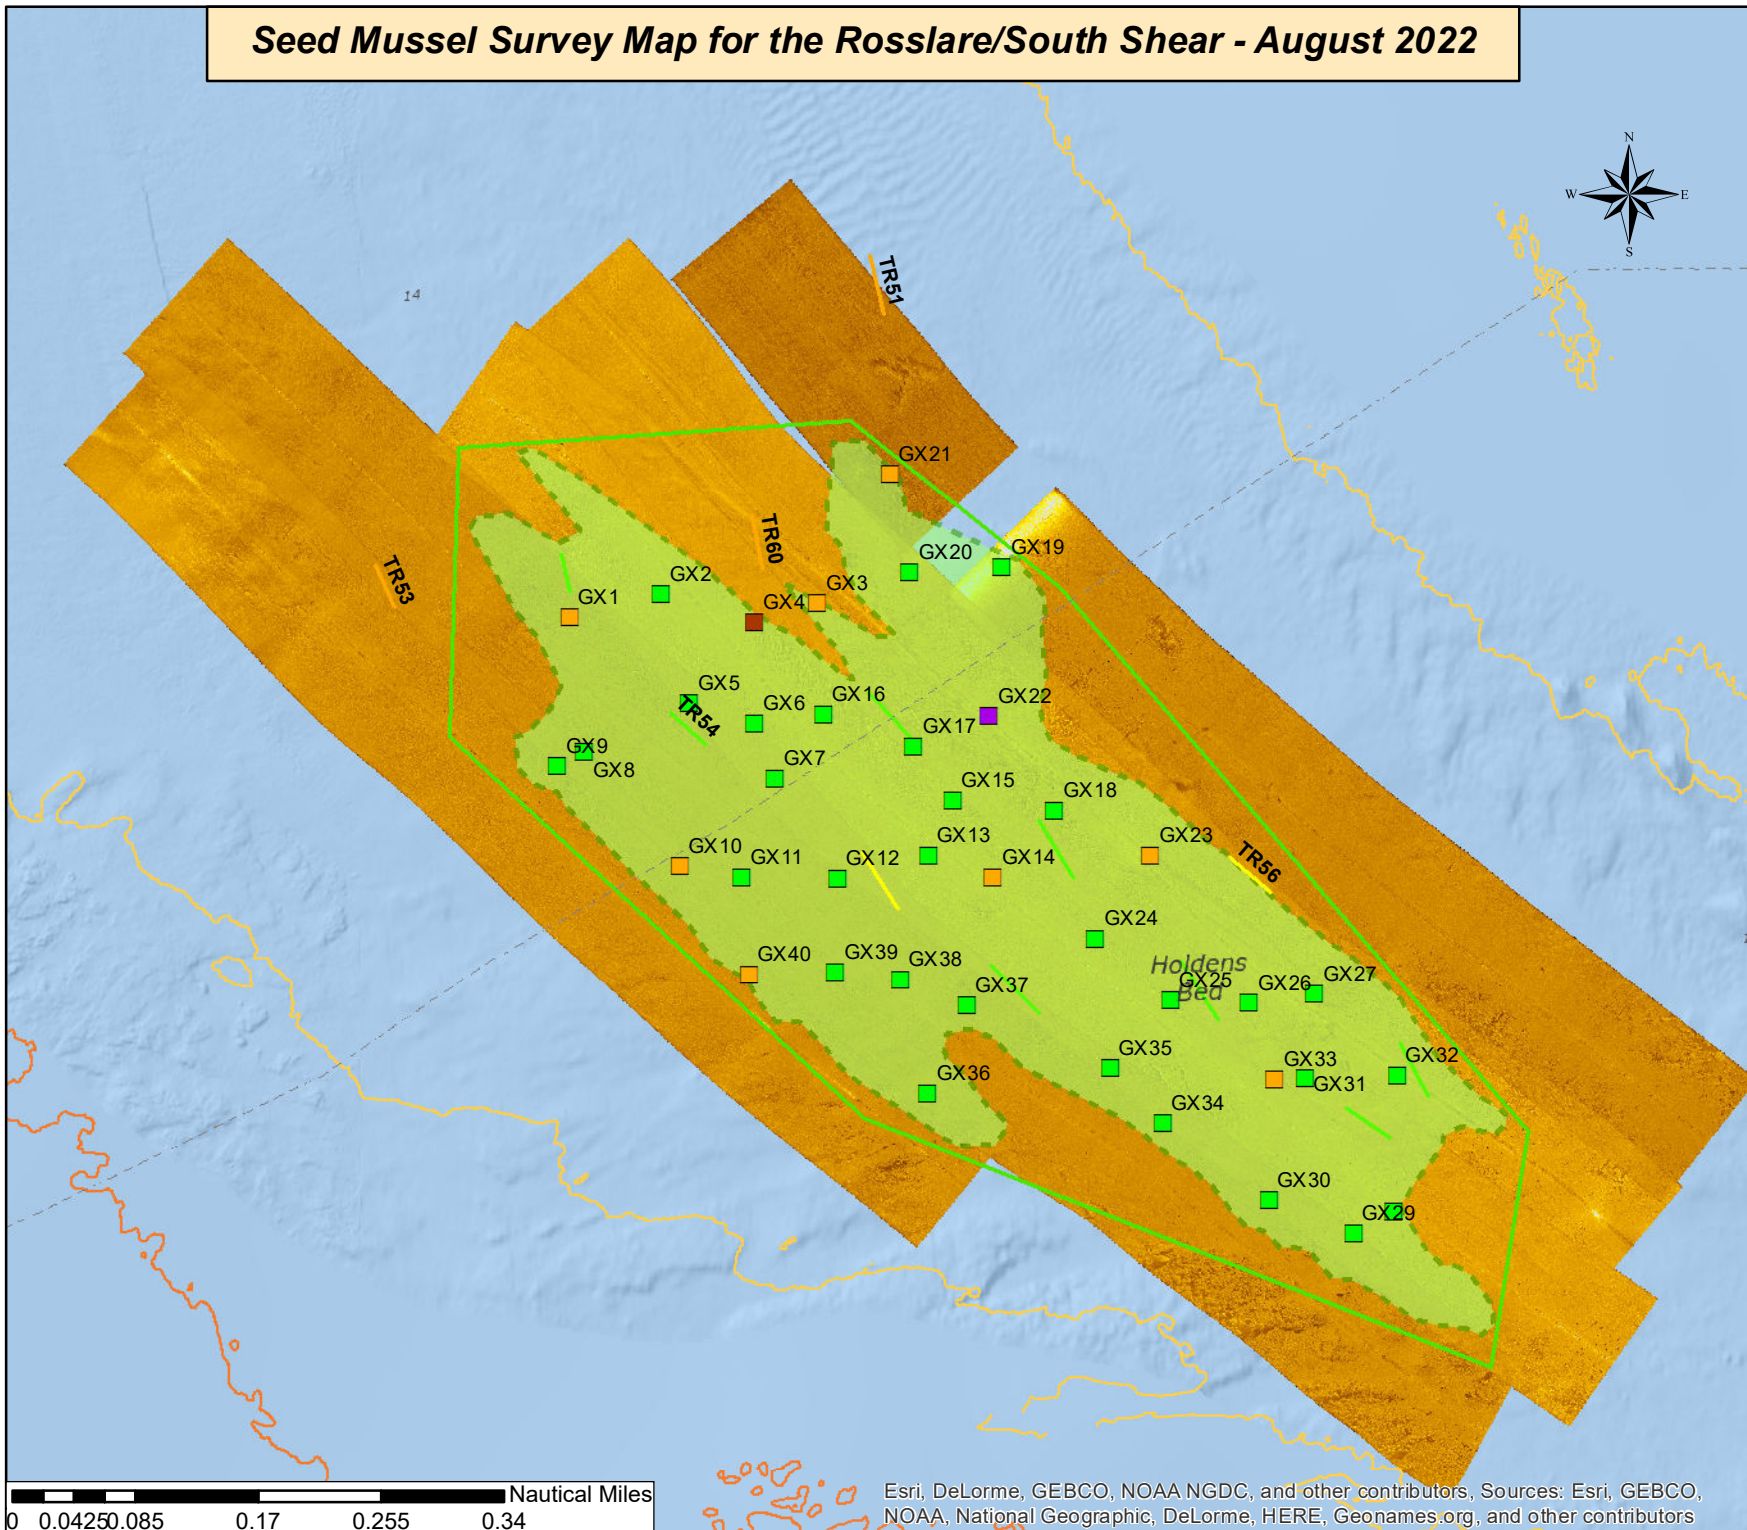 Seed Mussel Survey Map for the Rosslare/South Shear - August 2022
N
W E
S
14
TR51
GX21
TR60
GX20
GX19
TR53
GX1
GX2
GX3
GX4
GX5
TR54
GX6
GX16
GX22
GX17
GX9
GX8
GX7
GX15
GX18
GX10
GX11
GX12
GX13
GX14
GX23
TR56
GX24
GX40
GX39
GX38
GX37
Holdens
Bed
GX25
GX26
GX27
GX36
GX35
GX33
GX31
GX32
GX34
GX30
GX29
Nautical Miles
0 0.0425 0.085 0.17 0.255 0.34
Esri, DeLorme, GEBCO, NOAA NGDC, and other contributors, Sources: Esri, GEBCO,
NOAA, National Geographic, DeLorme, HERE, Geonames.org, and other contributors